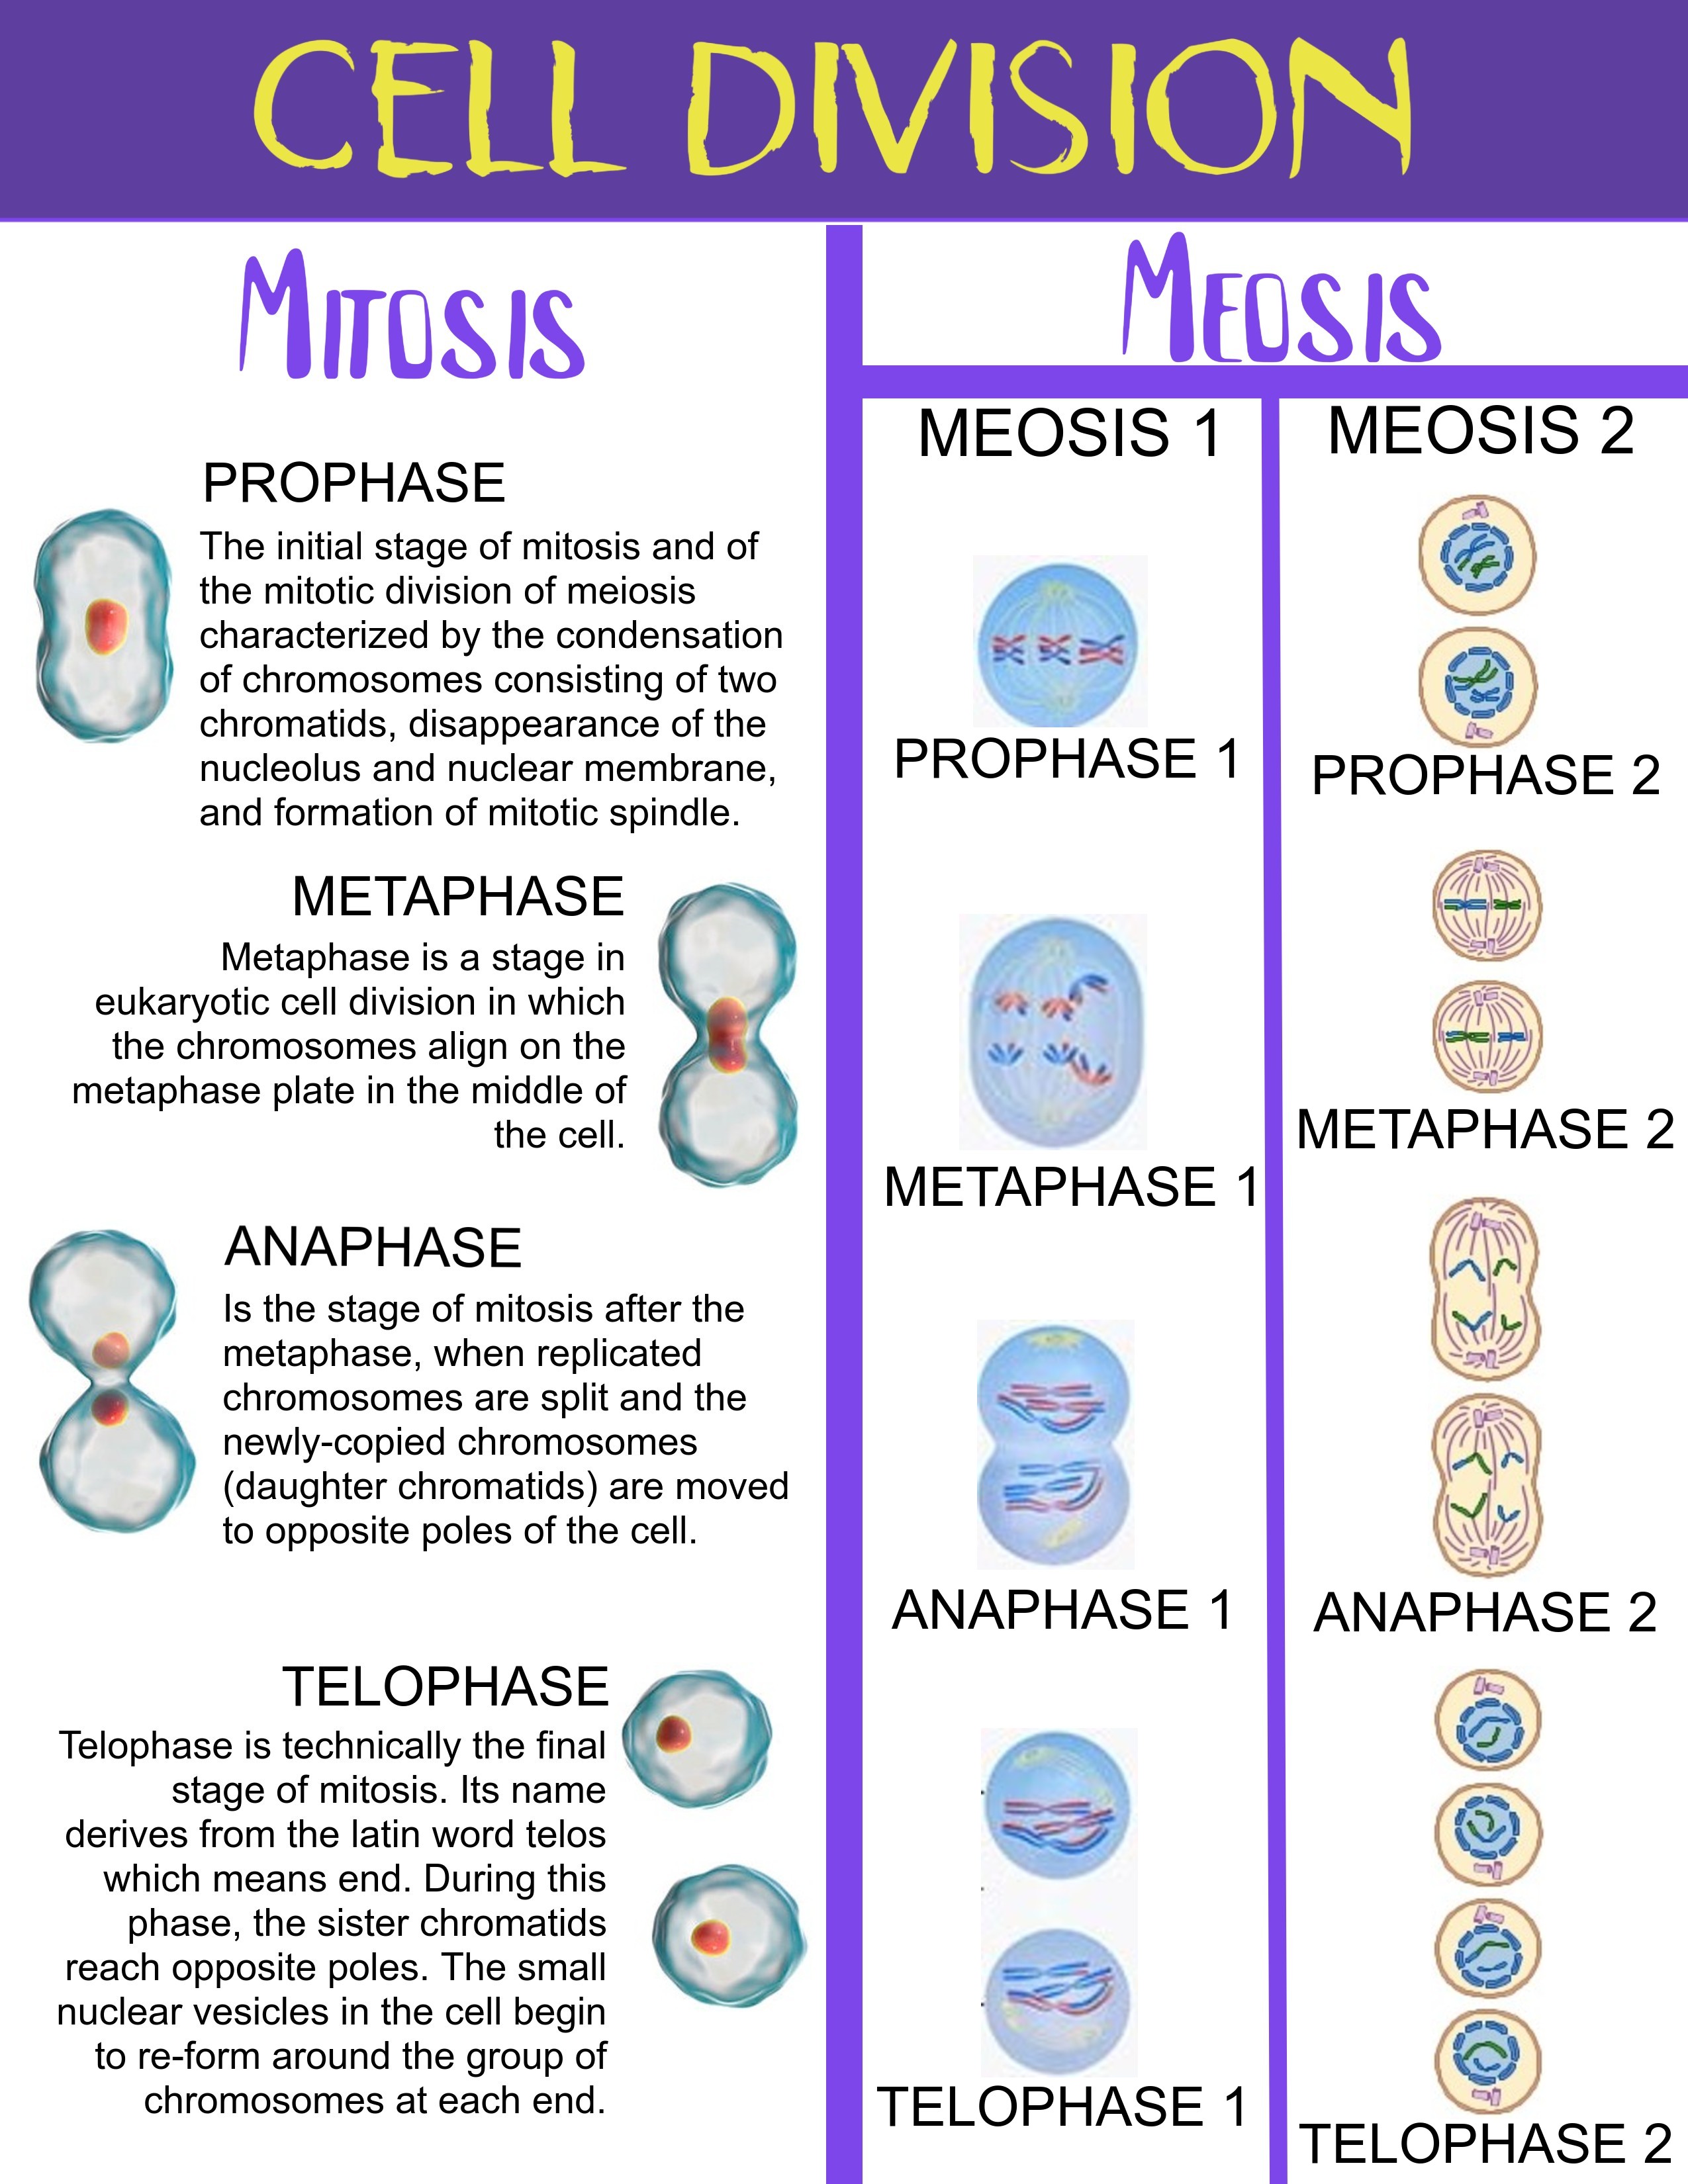 CELL DIVISION
MITOSIS
PROPHASE
The initial stage of mitosis and of
the mitotic division of meiosis
characterized by the condensation
of chromosomes consisting of two
chromatids, disappearance of the
nucleolus and nuclear membrane,
and formation of mitotic spindle.
METAPHASE
Metaphase is a stage in
eukaryotic cell division in which
the chromosomes align on the
metaphase plate in the middle of
the cell.
ANAPHASE
Is the stage of mitosis after the
metaphase, when replicated
chromosomes are split and the
newly-copied chromosomes
(daughter chromatids) are moved
to opposite poles of the cell.
TELOPHASE
Telophase is technically the final
stage of mitosis. Its name
derives from the latin word telos
which means end. During this
phase, the sister chromatids
reach opposite poles. The small
nuclear vesicles in the cell begin
to re-form around the group of
chromosomes at each end.
MEOSIS
MEOSIS 1
PROPHASE 1
METAPHASE 1
ANAPHASE 1
TELOPHASE 1
MEOSIS 2
PROPHASE 2
METAPHASE 2
ANAPHASE 2
TELOPHASE 2